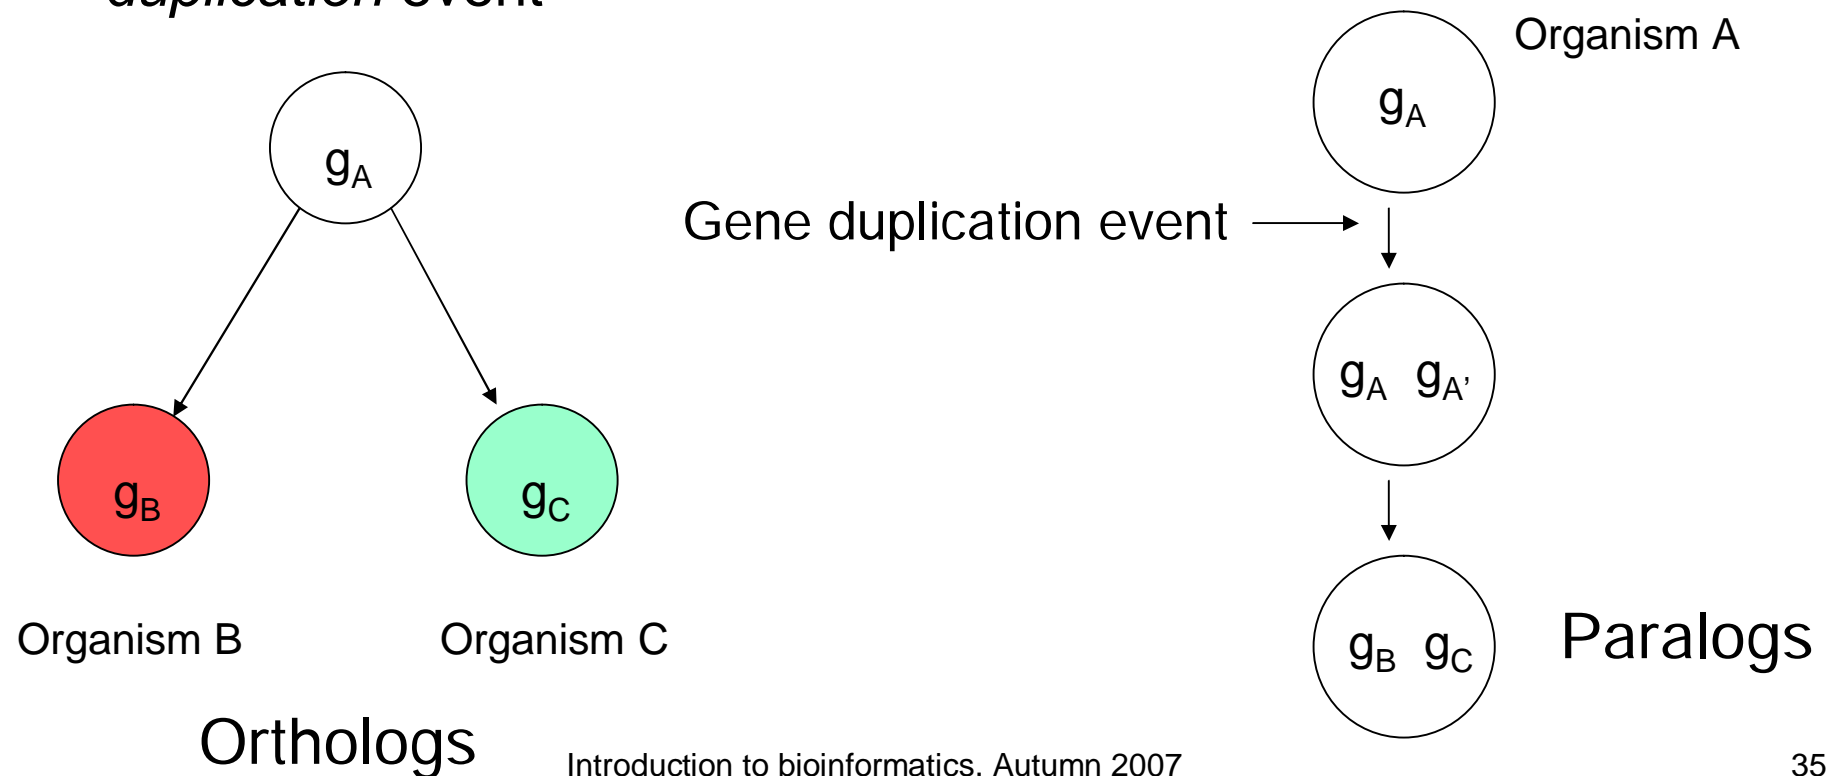 duplication event
Organism A
gA
gA
Gene duplication event
gA gA’
gB
gC
Organism B
Organism C
gB gC
Paralogs
Orthologs
Introduction to bioinformatics, Autumn 2007
35